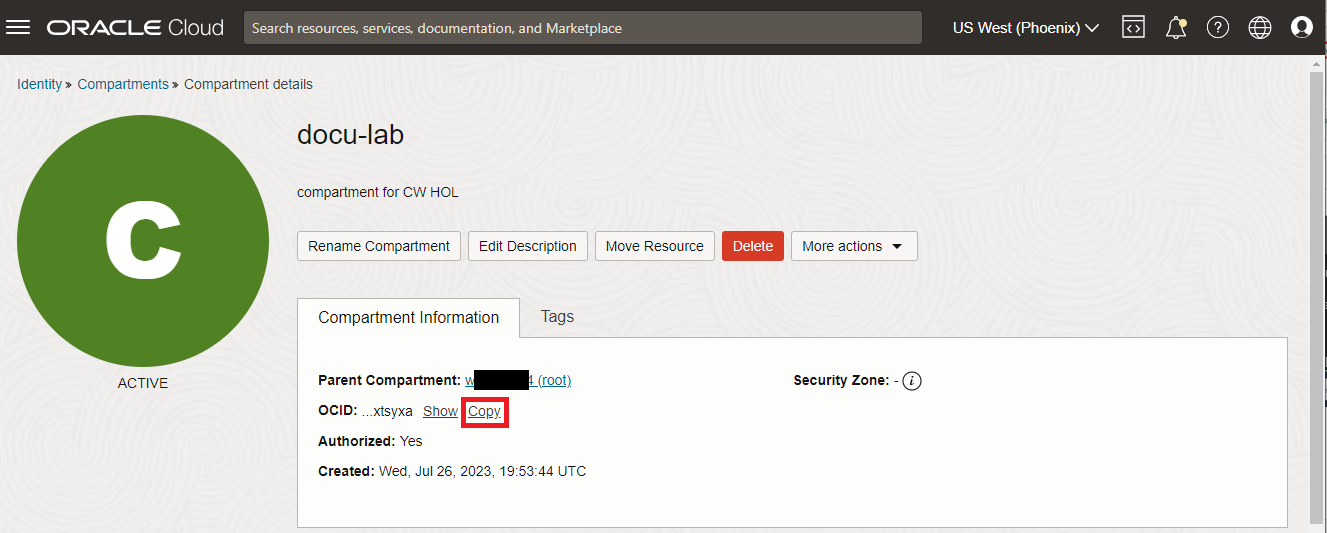 ORACLE Cloud
Search resources, services, documentation, and Marketplace
US West (Phoenix)
Identity » Compartments » Compartment details
C
ACTIVE
docu-lab
compartment for CW HOL
Rename Compartment
Edit Description
Move Resource
Delete
More actions
Compartment Information
Tags
Parent Compartment: (root)
OCID: ...xtsyxa Show Copy
Authorized: Yes
Created: Wed, Jul 26, 2023, 19:53:44 UTC
Security Zone: - i